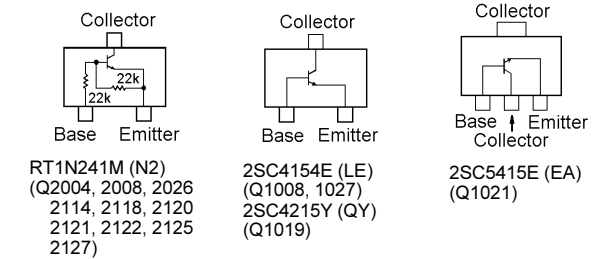 Collector
22k
22k
Base Emitter
RT1N241M (N2)
(Q2004, 2008, 2026
2114, 2118, 2120
2121, 2122, 2125
2127)
Collector
Base Emitter
2SC4154E (LE)
(Q1008, 1027)
2SC4215Y (QY)
(Q1019)
Collector
Base Emitter
Collector
2SC5415E (EA)
(Q1021)